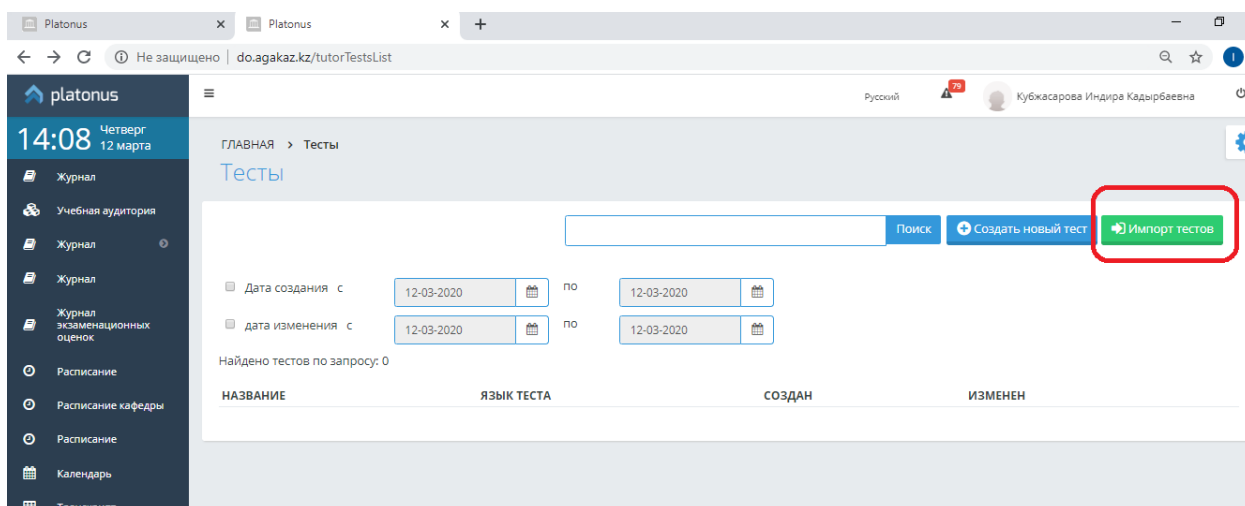 Platonus
Platonus
Не защищено | do.agakaz.kz/tutorTestsList
I
platonus
Русский
79
Кубжасарова Индира Кадырбаевна
14:08 Четверг 12 марта
ГЛАВНАЯ > Тесты
Тесты
Журнал
Учебная аудитория
Журнал
Журнал
Журнал
экзаменационных
оценок
Расписание
Расписание кафедры
Расписание
Календарь
Поиск
Создать новый тест
Импорт тестов
Дата создания с 12-03-2020 по 12-03-2020
дата изменения с 12-03-2020 по 12-03-2020
Найдено тестов по запросу: 0
НАЗВАНИЕ ЯЗЫК ТЕСТА СОЗДАН ИЗМЕНЕН